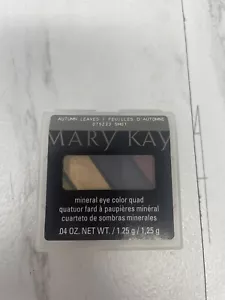 AUTUMN LEAVES / FEUILLES D'AUTOMNE
MARY KAY
mineral eye color quad
quatuor fard à paupières minéral
cuarteto de sombras minerales
.04 OZ. NET WT. / 1,25 g / 1.25 g